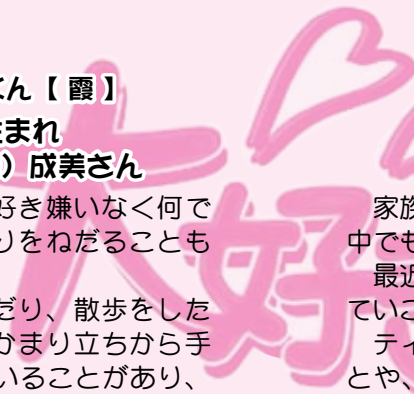 くん【 霞 】
生まれ
）成美さん
好き嫌いなく何で
りをねだることも
だり、散歩をした
かまり立ちから手
いることがあり、
家族
中でも
最近
ていこ
ティ
とや、
大好